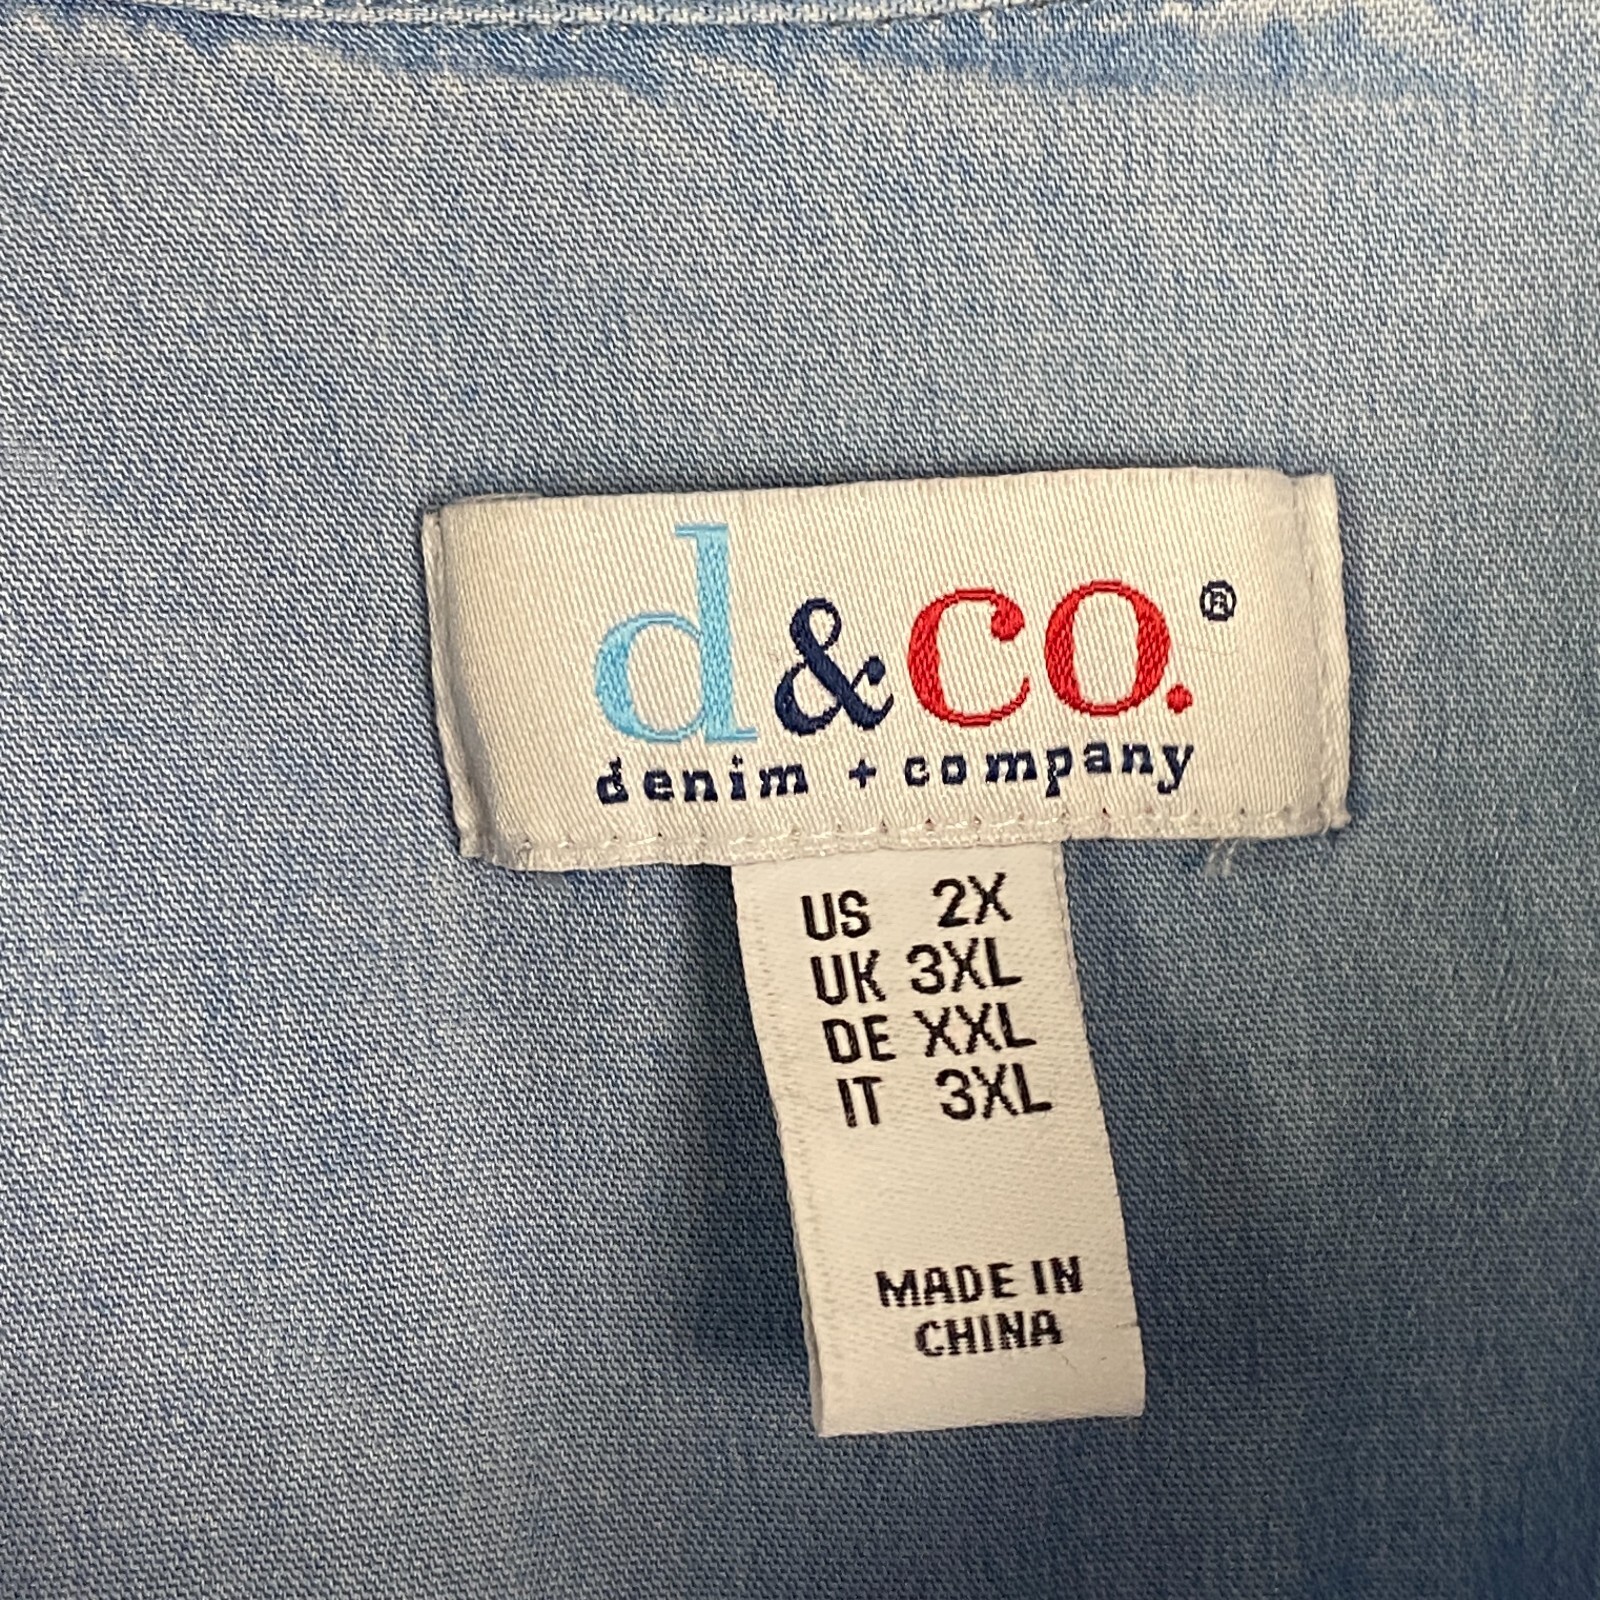 d&co.®
denim + company
US 2X
UK 3XL
DE XXL
IT 3XL
MADE IN
CHINA